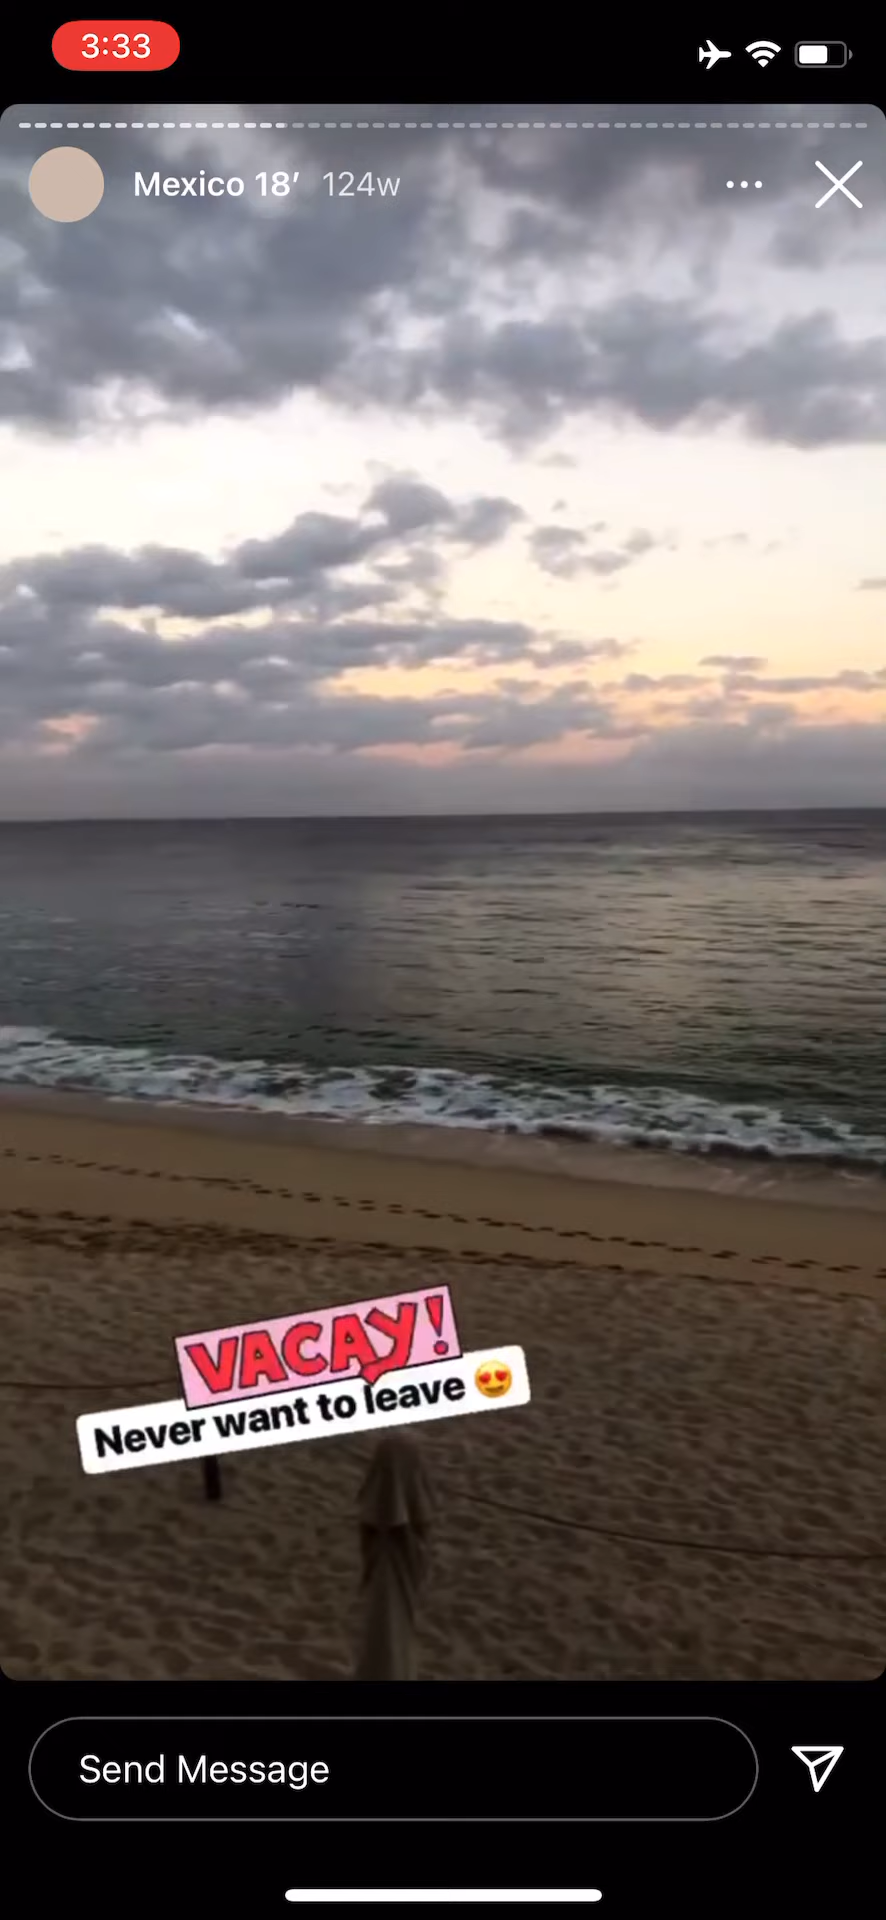 3:33
Mexico 18’ 124w
VACAY!
Never want to leave 😍
Send Message